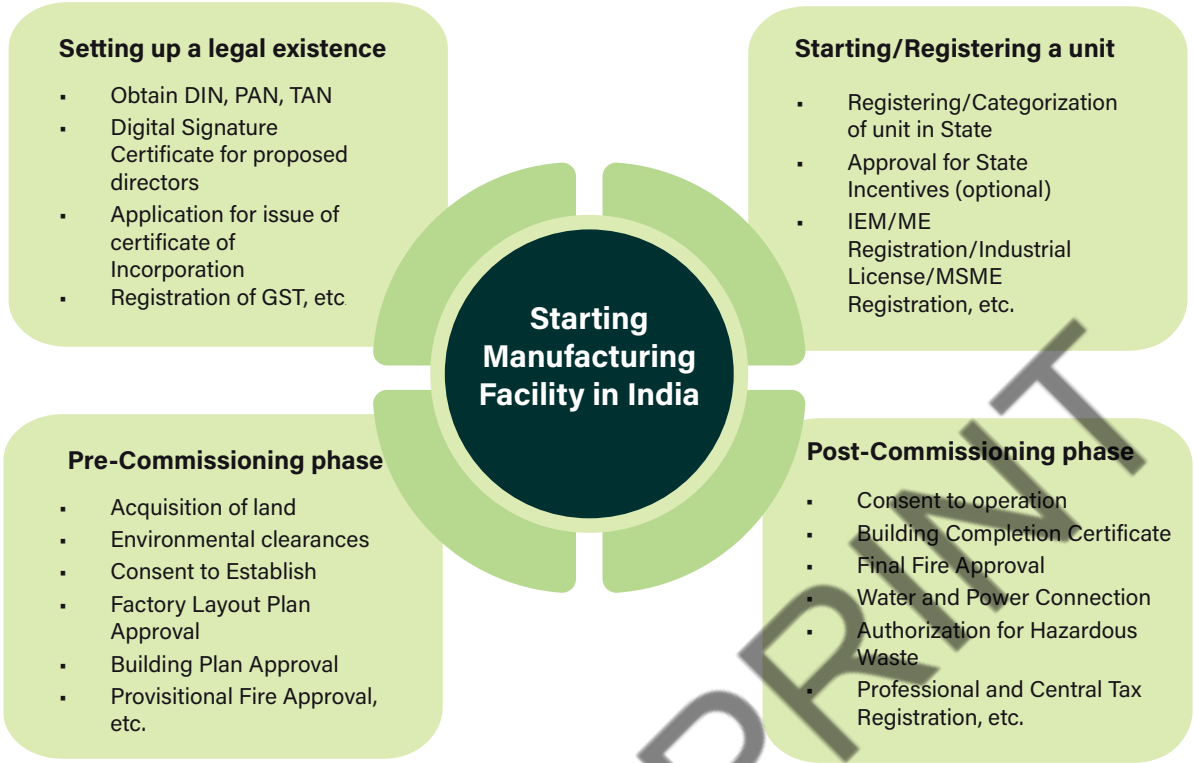 Setting up a legal existence
▪ Obtain DIN, PAN, TAN
▪ Digital Signature
Certificate for proposed
directors
▪ Application for issue of
certificate of
Incorporation
▪ Registration of GST, etc.
Starting/Registering a unit
▪ Registering/Categorization
of unit in State
▪ Approval for State
Incentives (optional)
▪ IEM/ME
Registration/Industrial
License/MSME
Registration, etc.
Starting
Manufacturing
Facility in India
Pre-Commissioning phase
▪ Acquisition of land
▪ Environmental clearances
▪ Consent to Establish
▪ Factory Layout Plan
Approval
▪ Building Plan Approval
▪ Provisitional Fire Approval,
etc.
Post-Commissioning phase
▪ Consent to operation
▪ Building Completion Certificate
▪ Final Fire Approval
▪ Water and Power Connection
▪ Authorization for Hazardous
Waste
▪ Professional and Central Tax
Registration, etc.
PRINT